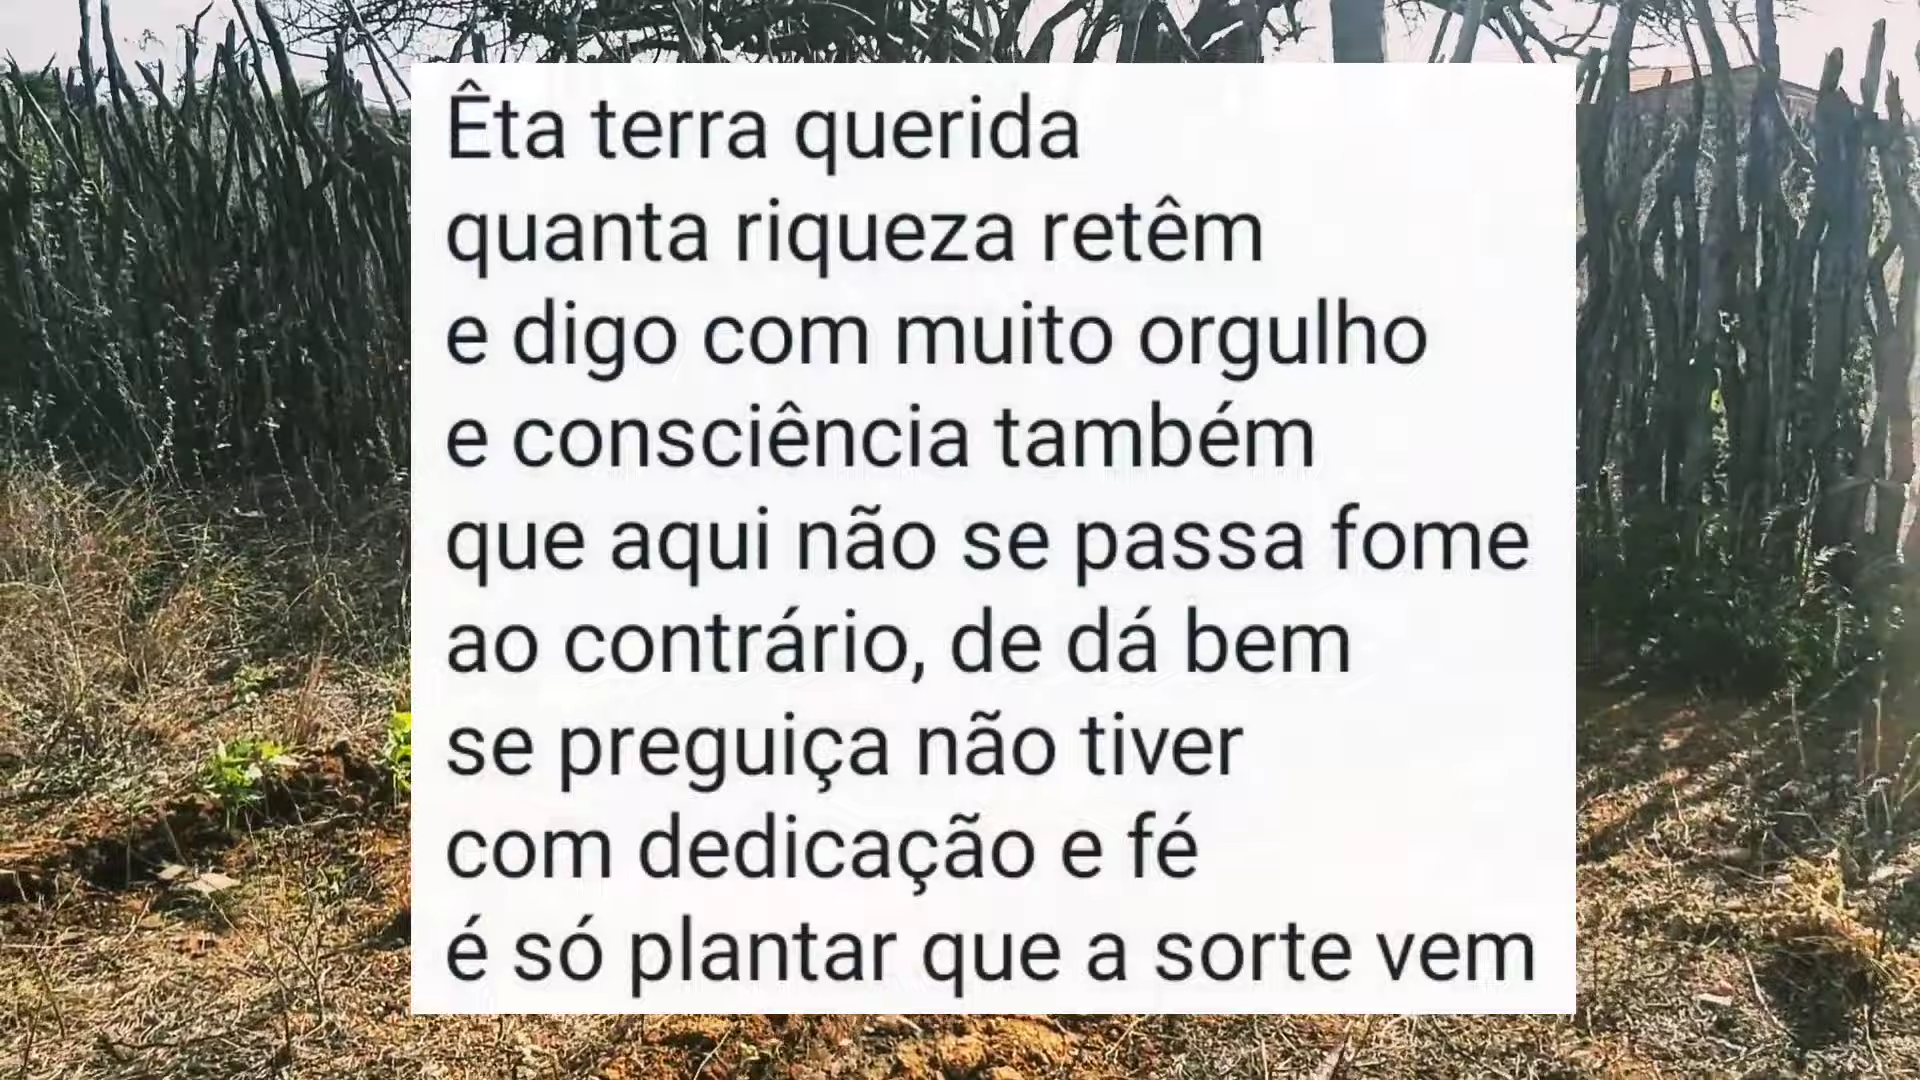 Êta terra querida
quanta riqueza retêm
e digo com muito orgulho
e consciência também
que aqui não se passa fome
ao contrário, de dá bem
se preguiça não tiver
com dedicação e fé
é só plantar que a sorte vem